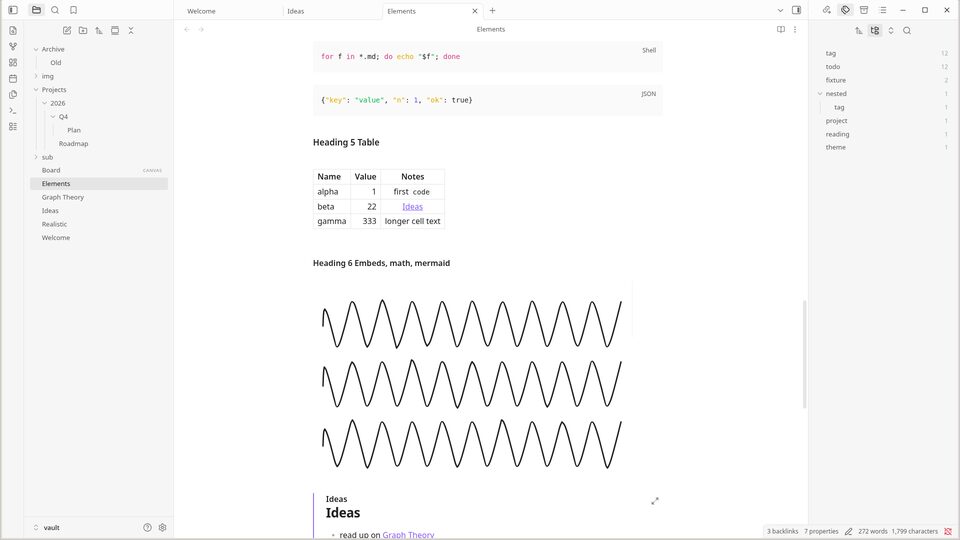 Welcome
Ideas
Elements
Elements
Archive
Old
img
Projects
2026
Q4
Plan
Roadmap
sub
Board CANVAS
Elements
Graph Theory
Ideas
Realistic
Welcome
vault
for f in *.md; do echo "$f"; done
Shell
{"key": "value", "n": 1, "ok": true}
JSON
Heading 5 Table
Name Value Notes
alpha 1 first code
beta 22 Ideas
gamma 333 longer cell text
Heading 6 Embeds, math, mermaid
Ideas
Ideas
• read up on Graph Theory
tag 12
todo 12
fixture 2
nested 1
tag 1
project 1
reading 1
theme 1
3 backlinks 7 properties 272 words 1,799 characters